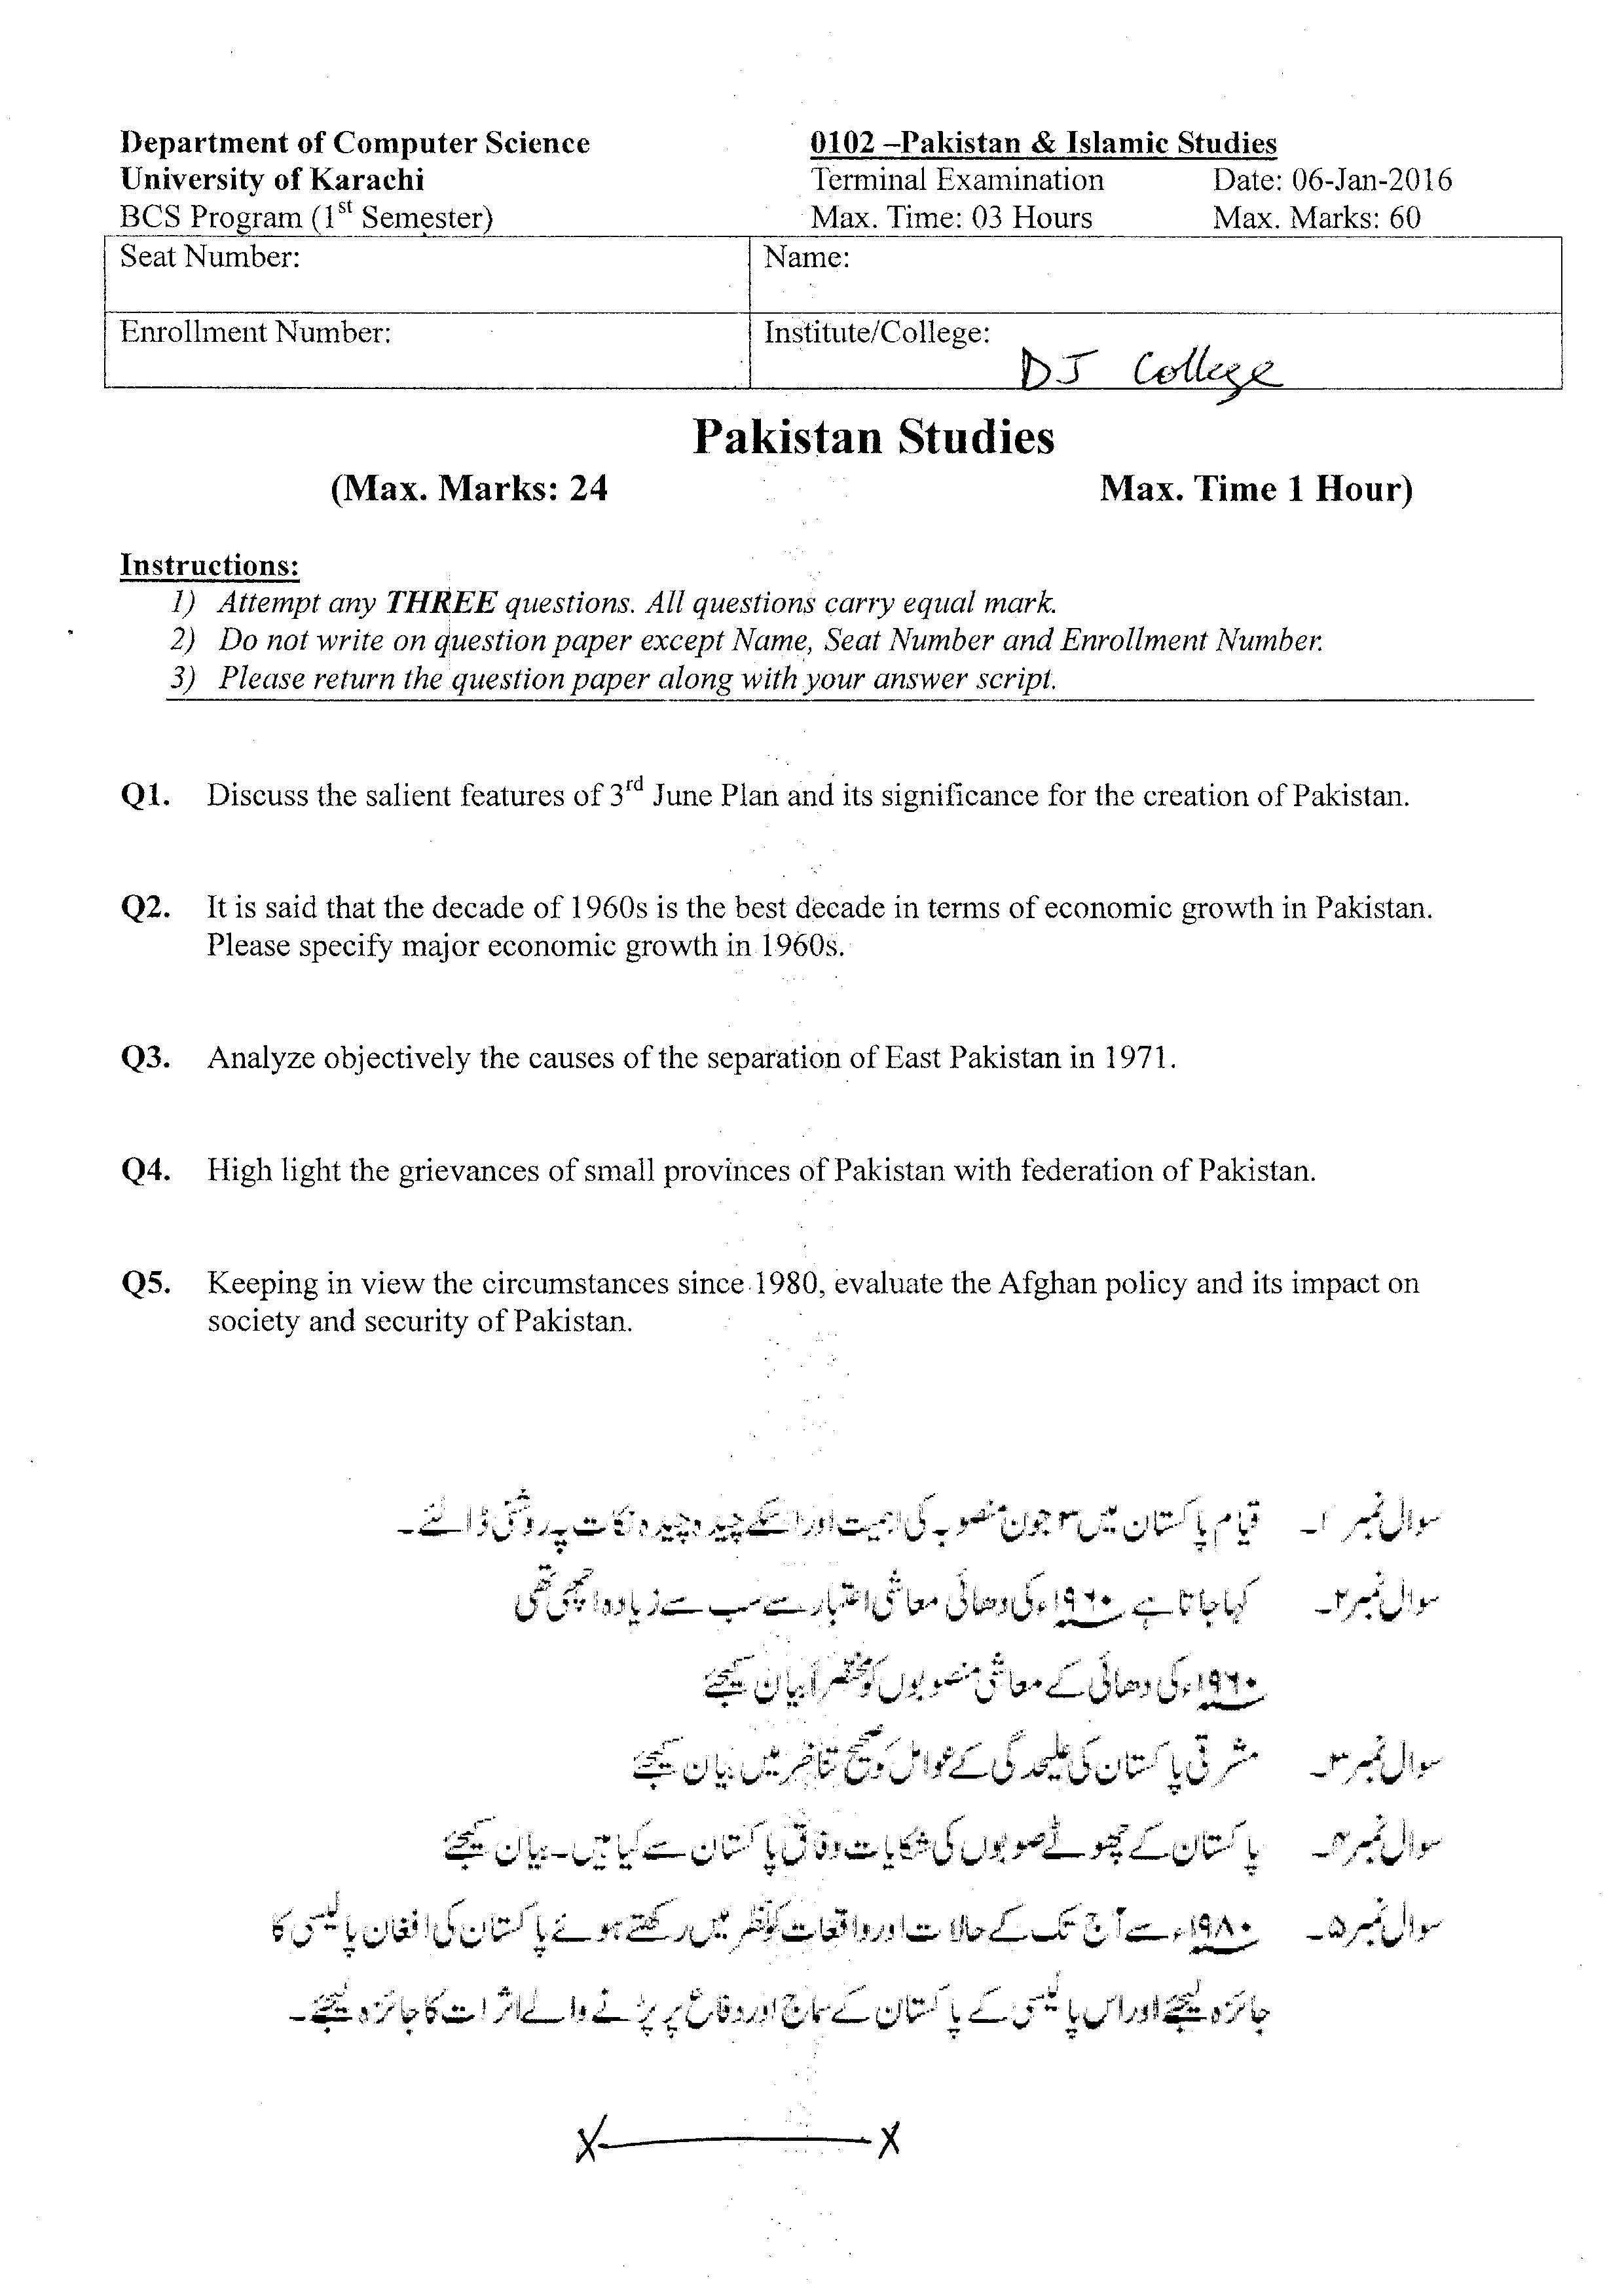 Department of Computer Science
0102 –Pakistan & Islamic Studies
University of Karachi
Terminal Examination Date: 06-Jan-2016
BCS Program (1st Semester)
Max. Time: 03 Hours Max. Marks: 60
Seat Number:
Name:
Enrollment Number:
Institute/College:
DJ College
Pakistan Studies
(Max. Marks: 24 Max. Time 1 Hour)
Instructions:
1) Attempt any THREE questions. All questions carry equal mark.
2) Do not write on question paper except Name, Seat Number and Enrollment Number.
3) Please return the question paper along with your answer script.
Q1. Discuss the salient features of 3rd June Plan and its significance for the creation of Pakistan.
Q2. It is said that the decade of 1960s is the best decade in terms of economic growth in Pakistan.
Please specify major economic growth in 1960s.
Q3. Analyze objectively the causes of the separation of East Pakistan in 1971.
Q4. High light the grievances of small provinces of Pakistan with federation of Pakistan.
Q5. Keeping in view the circumstances since 1980, evaluate the Afghan policy and its impact on
society and security of Pakistan.
سوال نمبر ۱۔ قیام پاکستان میں ۳ جون منصوبہ کی اہمیت اور اسکے چیدہ چیدہ نکات پر روشنی ڈالئے۔
سوال نمبر ۲۔ کہا جاتا ہے ۱۹۶۰ء کی دھائی معاشی اعتبار سے سب سے زیادہ اچھی تھی
۱۹۶۰ء کی دھائی کے معاشی منصوبوں کو مختصراً بیان کیجئے
سوال نمبر ۳۔ مشرقی پاکستان کی علیحدگی کے عوامل وسیع تناظر میں بیان کیجئے
سوال نمبر ۴۔ پاکستان کے چھوٹے صوبوں کی شکایات وفاق پاکستان سے کیا ہیں۔ بیان کیجئے
سوال نمبر ۵۔ ۱۹۸۰ء سے آج تک کے حالات اور واقعات کو نظر میں رکھتے ہوئے پاکستان کی افغان پالیسی کا
جائزہ لیجئے اور اس پالیسی کے پاکستان کے سماج اور دفاع پر پڑنے والے اثرات کا جائزہ لیجئے۔
X X